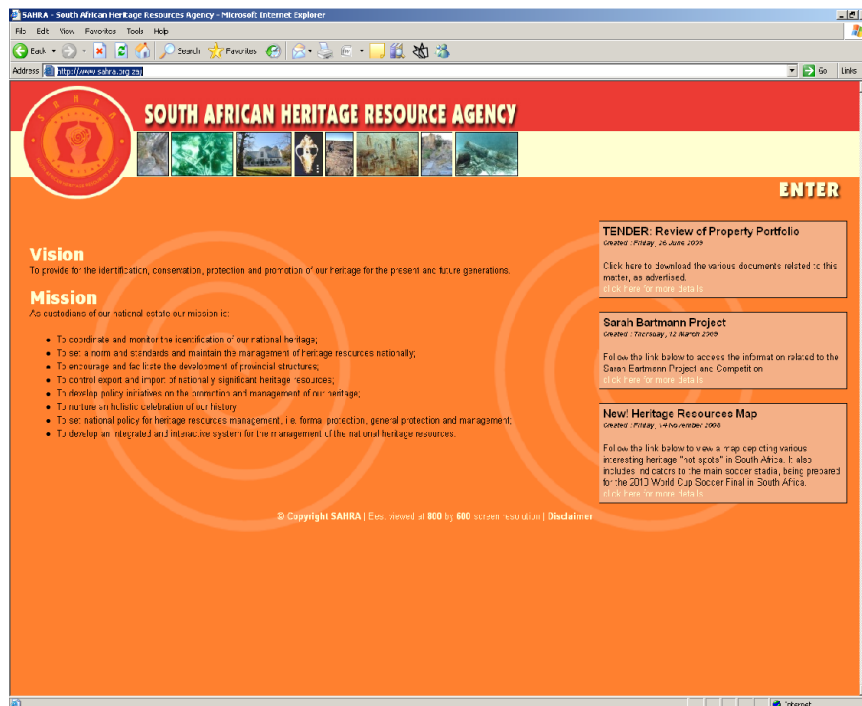 SAHRA - South African Heritage Resources Agency - Microsoft Internet Explorer
File Edit View Favorites Tools Help
Back Search Favorites
Address http://www.sahra.org.za/ Go Links
SAHRA
SOUTH AFRICAN HERITAGE RESOURCE AGENCY
ENTER
Vision
To provide for the identification, conservation, protection and promotion of our heritage for the present and future generations.
Mission
As custodians of our national estate our mission is:
To coordinate and monitor the identification of our national heritage;
To set a norm and standards and maintain the management of heritage resources nationally;
To encourage and facilitate the development of provincial structures;
To control export and import of nationally significant heritage resources;
To develop policy initiatives on the promotion and management of our heritage;
To nurture an holistic celebration of our history
To set national policy for heritage resources management, i.e. formal protection, general protection and management;
To develop an integrated and interactive system for the management of the national heritage resources.
TENDER: Review of Property Portfolio
Created : Friday, 26 June 2009
Click here to download the various documents related to this
matter, as advertised.
click here for more details
Sarah Bartmann Project
Created : Thursday, 12 March 2009
Follow the link below to access the information related to the
Sarah Bartmann Project and Competition
click here for more details
New! Heritage Resources Map
Created : Friday, 14 November 2008
Follow the link below to view a map depicting various
interesting heritage "hot spots" in South Africa. It also
includes indicators to the main soccer stadia, being prepared
for the 2010 World Cup Soccer Final in South Africa.
click here for more details
© Copyright SAHRA | Best viewed at 800 by 600 screen resolution | Disclaimer
Internet